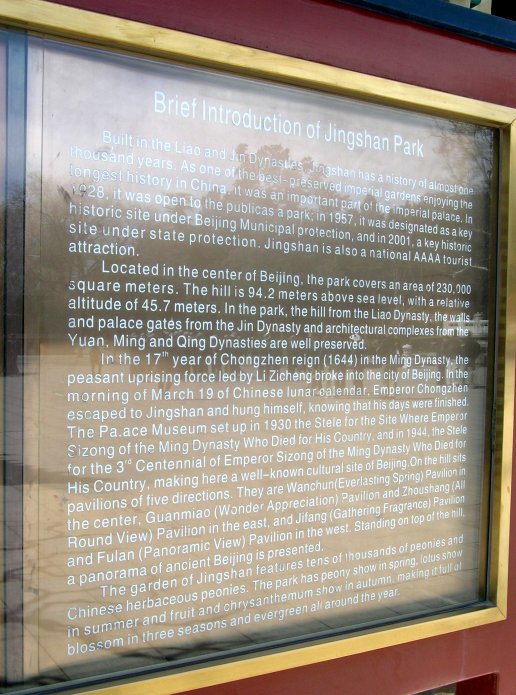 Brief Introduction of Jingshan Park
Built in the Liao and Jin Dynasties, Jingshan has a history of almost one
thousand years. As one of the best-preserved imperial gardens enjoying the
longest history in China, it was an important part of the imperial palace. In
1928, it was open to the publicas a park; in 1957, it was designated as a key
historic site under Beijing Municipal protection, and in 2001, a key historic
site under state protection. Jingshan is also a national AAAA tourist
attraction.
Located in the center of Beijing, the park covers an area of 230,000
square meters. The hill is 94.2 meters above sea level, with a relative
altitude of 45.7 meters. In the park, the hill from the Liao Dynasty, the walls
and palace gates from the Jin Dynasty and architectural complexes from the
Yuan, Ming and Qing Dynasties are well preserved.
In the 17th year of Chongzhen reign (1644) in the Ming Dynasty, the
peasant uprising force led by Li Zicheng broke into the city of Beijing. In the
morning of March 19 of Chinese lunar calendar, Emperor Chongzhen
escaped to Jingshan and hung himself, knowing that his days were finished.
The Palace Museum set up in 1930 the Stele for the Site Where Emperor
Sizong of the Ming Dynasty Who Died for His Country, and in 1944, the Stele
for the 3rd Centennial of Emperor Sizong of the Ming Dynasty Who Died for
His Country, making here a well-known cultural site of Beijing.On the hill sits
pavilions of five directions. They are Wanchun(Everlasting Spring) Pavilion in
the center, Guanmiao (Wonder Appreciation) Pavilion and Zhoushang (All
Round View) Pavilion in the east, and Jifang (Gathering Fragrance) Pavilion
and Fulan (Panoramic View) Pavilion in the west. Standing on top of the hill,
a panorama of ancient Beijing is presented.
The garden of Jingshan features tens of thousands of peonies and
Chinese herbaceous peonies. The park has peony show in spring, lotus show
in summer and fruit and chrysanthemum show in autumn, making it full of
blossom in three seasons and evergreen all around the year.